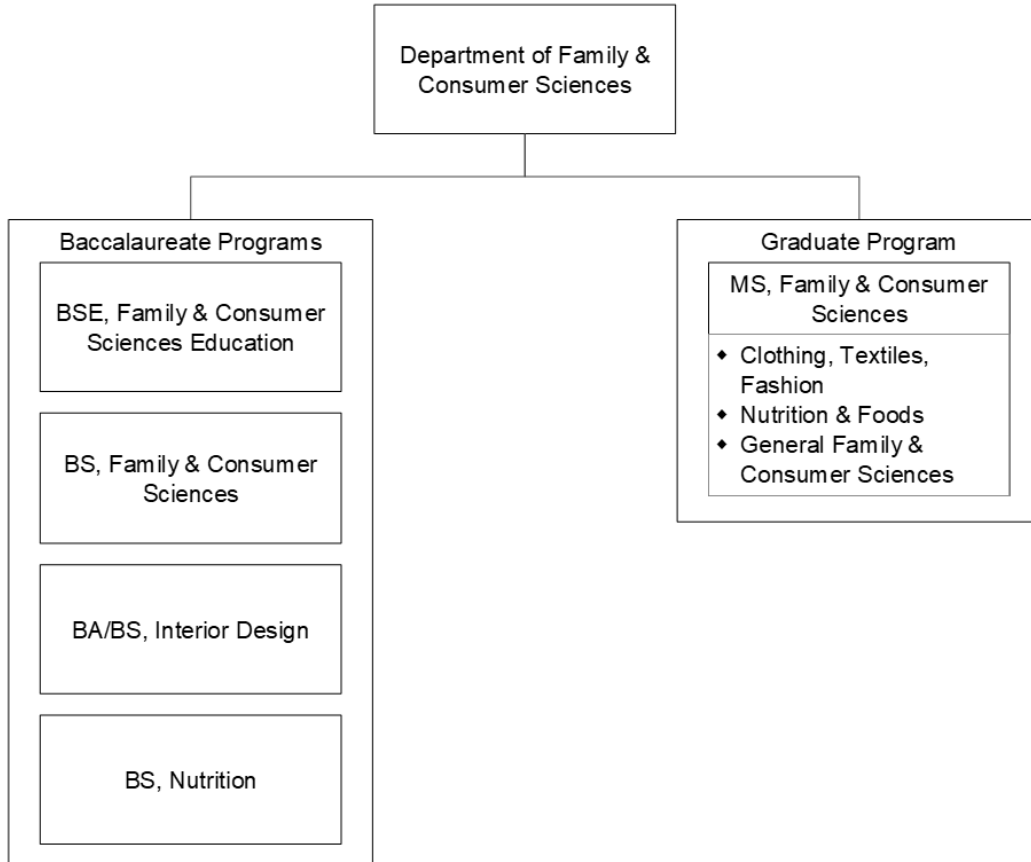 Department of Family &
Consumer Sciences
Baccalaureate Programs
BSE, Family & Consumer
Sciences Education
BS, Family & Consumer
Sciences
BA/BS, Interior Design
BS, Nutrition
Graduate Program
MS, Family & Consumer
Sciences
◆ Clothing, Textiles,
Fashion
◆ Nutrition & Foods
◆ General Family &
Consumer Sciences